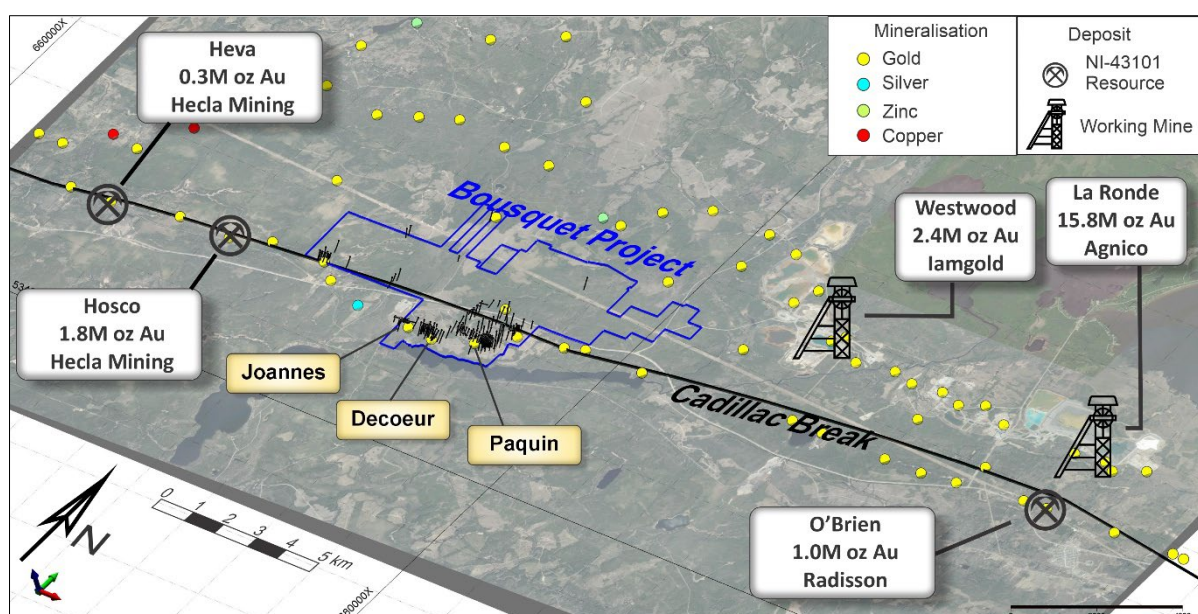 660000X
Heva
0.3M oz Au
Hecla Mining
Mineralisation
Gold
Silver
Zinc
Copper
Deposit
NI-43101
Resource
Working Mine
Bousquet Project
Westwood
2.4M oz Au
Iamgold
La Ronde
15.8M oz Au
Agnico
Hosco
1.8M oz Au
Hecla Mining
Joannes
Decoeur
Paquin
Cadillac Break
O'Brien
1.0M oz Au
Radisson
N
0 1 2 3 4 5 km